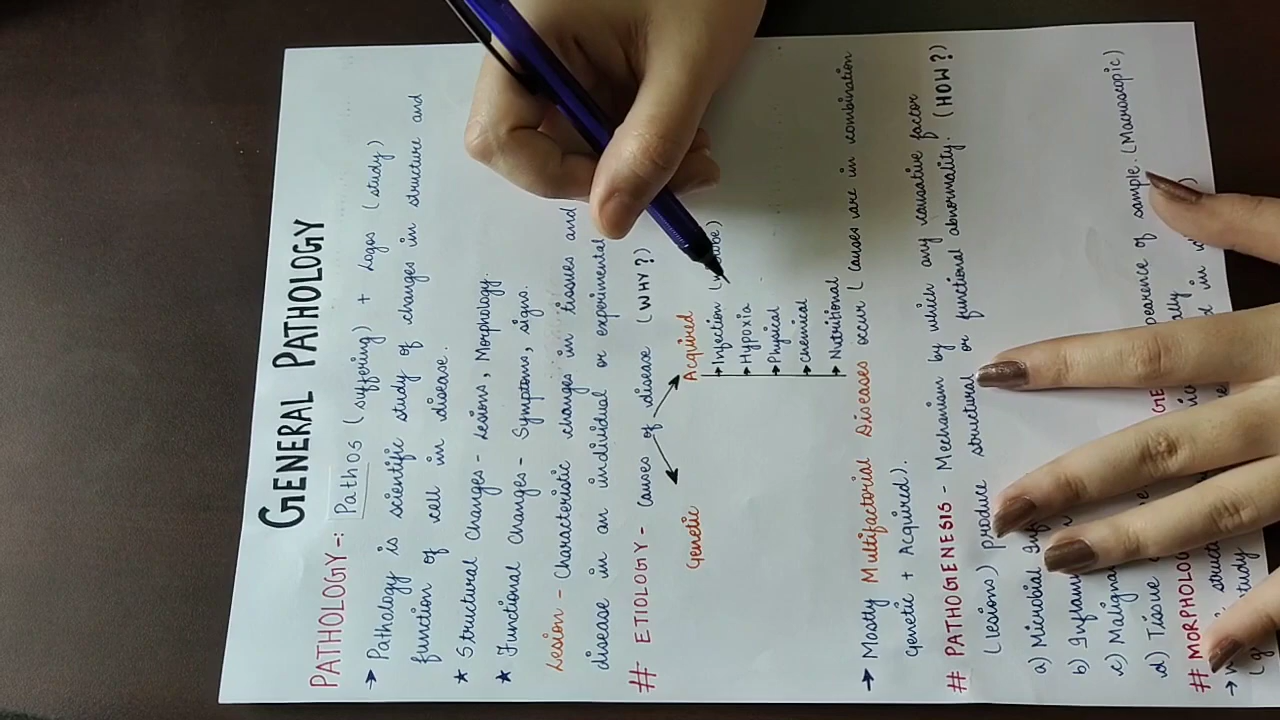 GENERAL PATHOLOGY
PATHOLOGY-: Pathos (suffering) + Logos (study)
→ Pathology is scientific study of changes in structure and
function of cell in disease.
★ Structural changes - Lesions, Morphology.
★ Functional changes - Symptoms, signs.
Lesion - Characteristic changes in tissues and
disease in an individual or experimental
# ETIOLOGY - Causes of disease (WHY?)
Genetic
Acquired
→ Infection
→ Hypoxia
→ Physical
→ Chemical
→ Nutritional
→ Mostly Multifactorial Diseases occur (causes are in combination
Genetic + Acquired).
# PATHOGENESIS - Mechanism by which any causative factor
(lesions) produce structural or functional abnormality. (HOW?)
a) Microbial
b)
c)
d) Tissue
of sample. (Macroscopic)
#
→
study